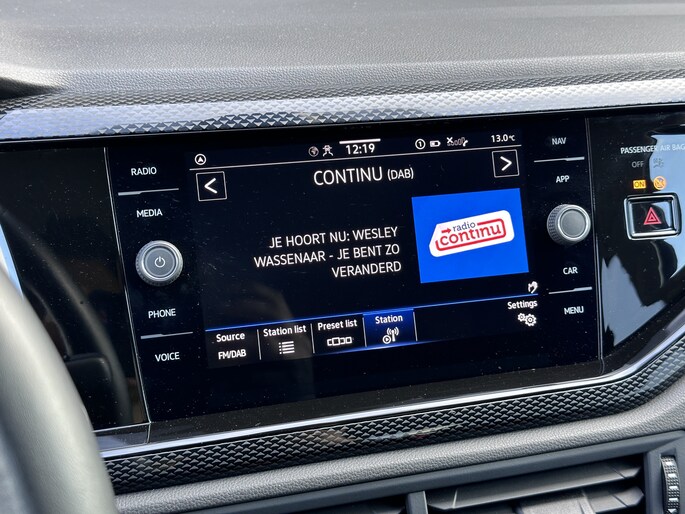 RADIO
MEDIA
PHONE
VOICE
12:19
13.0°C
CONTINU (DAB)
JE HOORT NU: WESLEY
WASSENAAR - JE BENT ZO
VERANDERD
radio
continu
Source
FM/DAB
Station list
Preset list
Station
Settings
NAV
APP
CAR
MENU
PASSENGER AIR BAG
OFF
ON